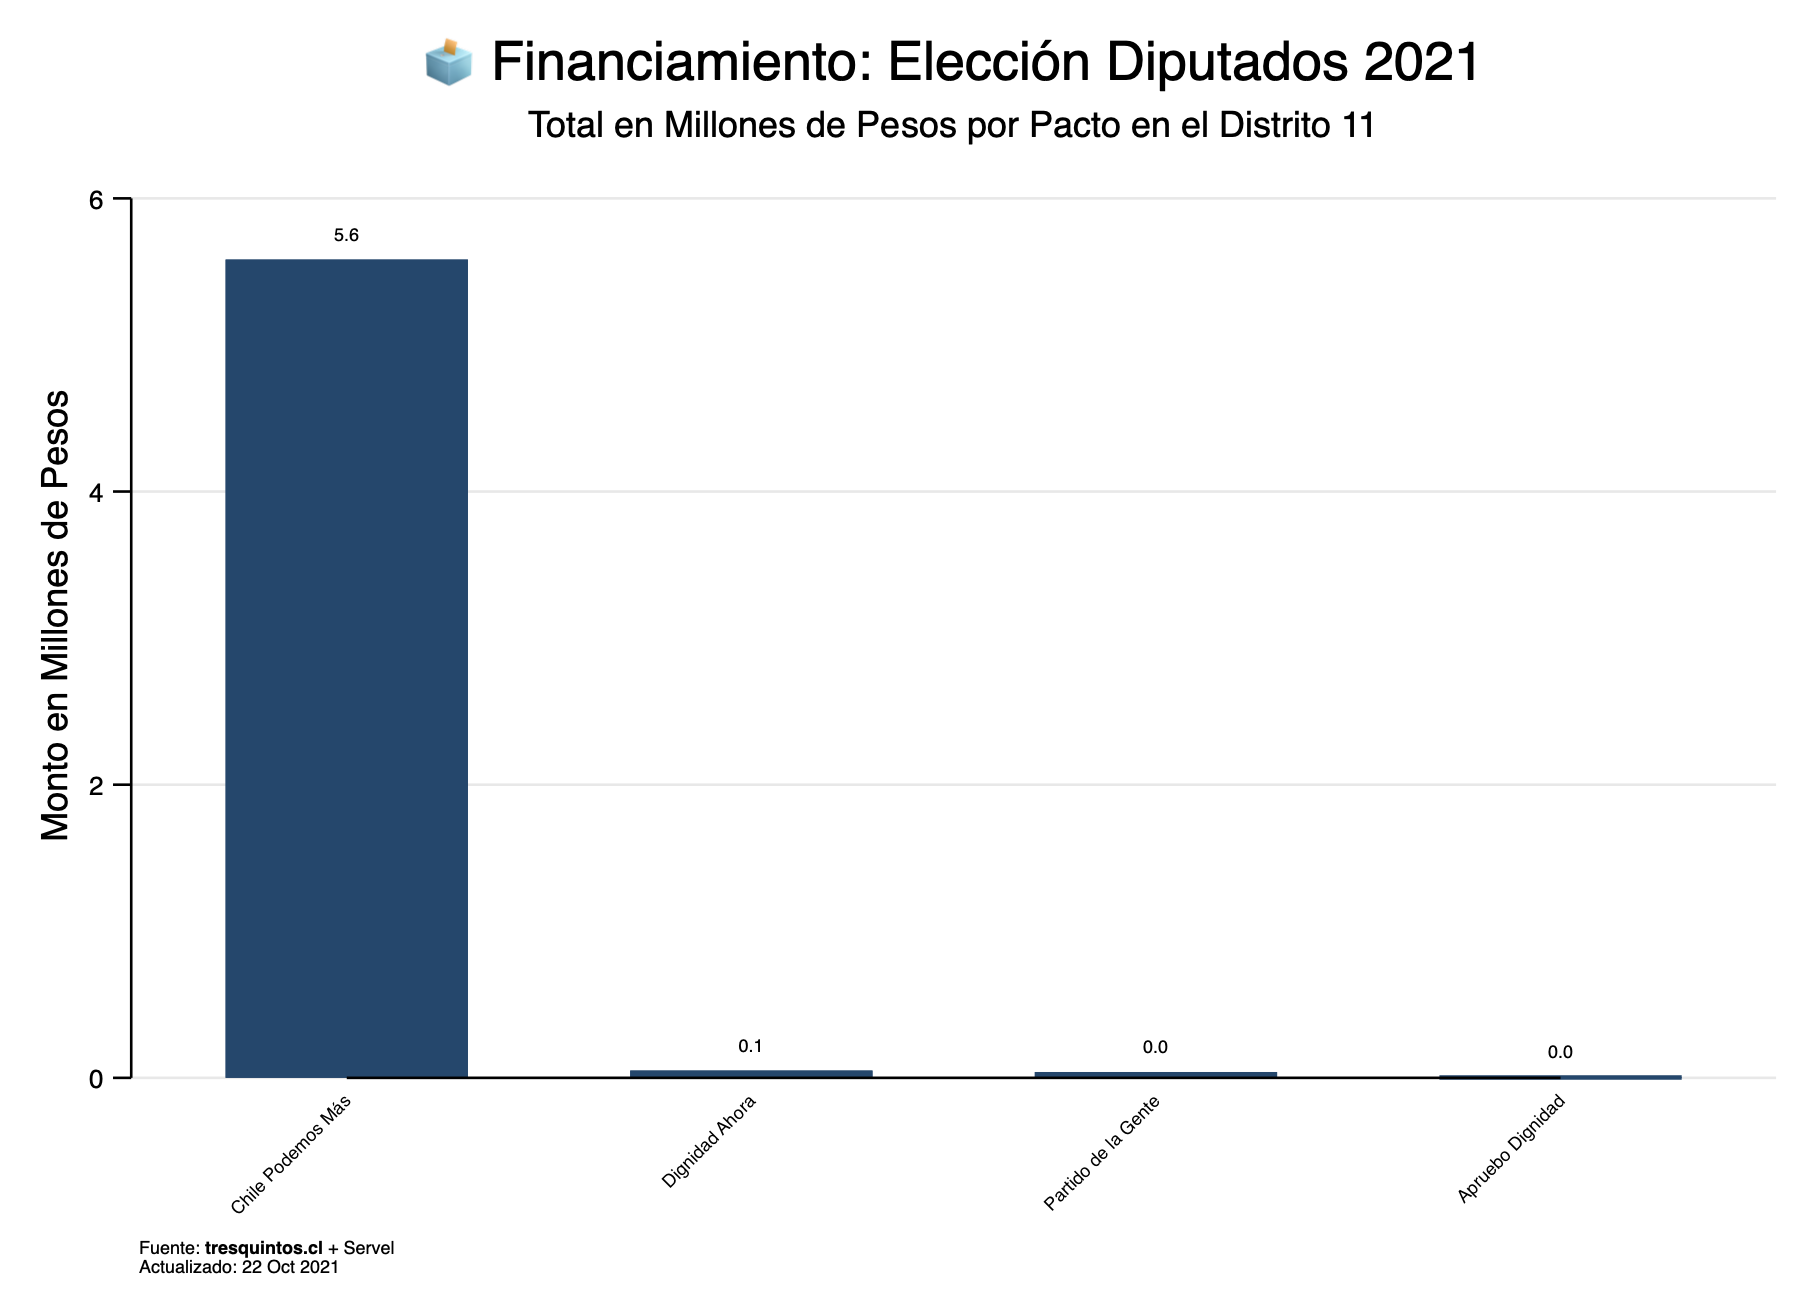 Financiamiento: Elección Diputados 2021
Total en Millones de Pesos por Pacto en el Distrito 11
Monto en Millones de Pesos
6
4
2
0
5.6
0.1
0.0
0.0
Chile Podemos Más
Dignidad Ahora
Partido de la Gente
Apruebo Dignidad
Fuente: tresquintos.cl + Servel
Actualizado: 22 Oct 2021